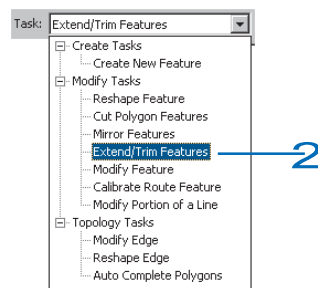 Task: Extend/Trim Features
Create Tasks
Create New Feature
Modify Tasks
Reshape Feature
Cut Polygon Features
Mirror Features
Extend/Trim Features 2
Modify Feature
Calibrate Route Feature
Modify Portion of a Line
Topology Tasks
Modify Edge
Reshape Edge
Auto Complete Polygons